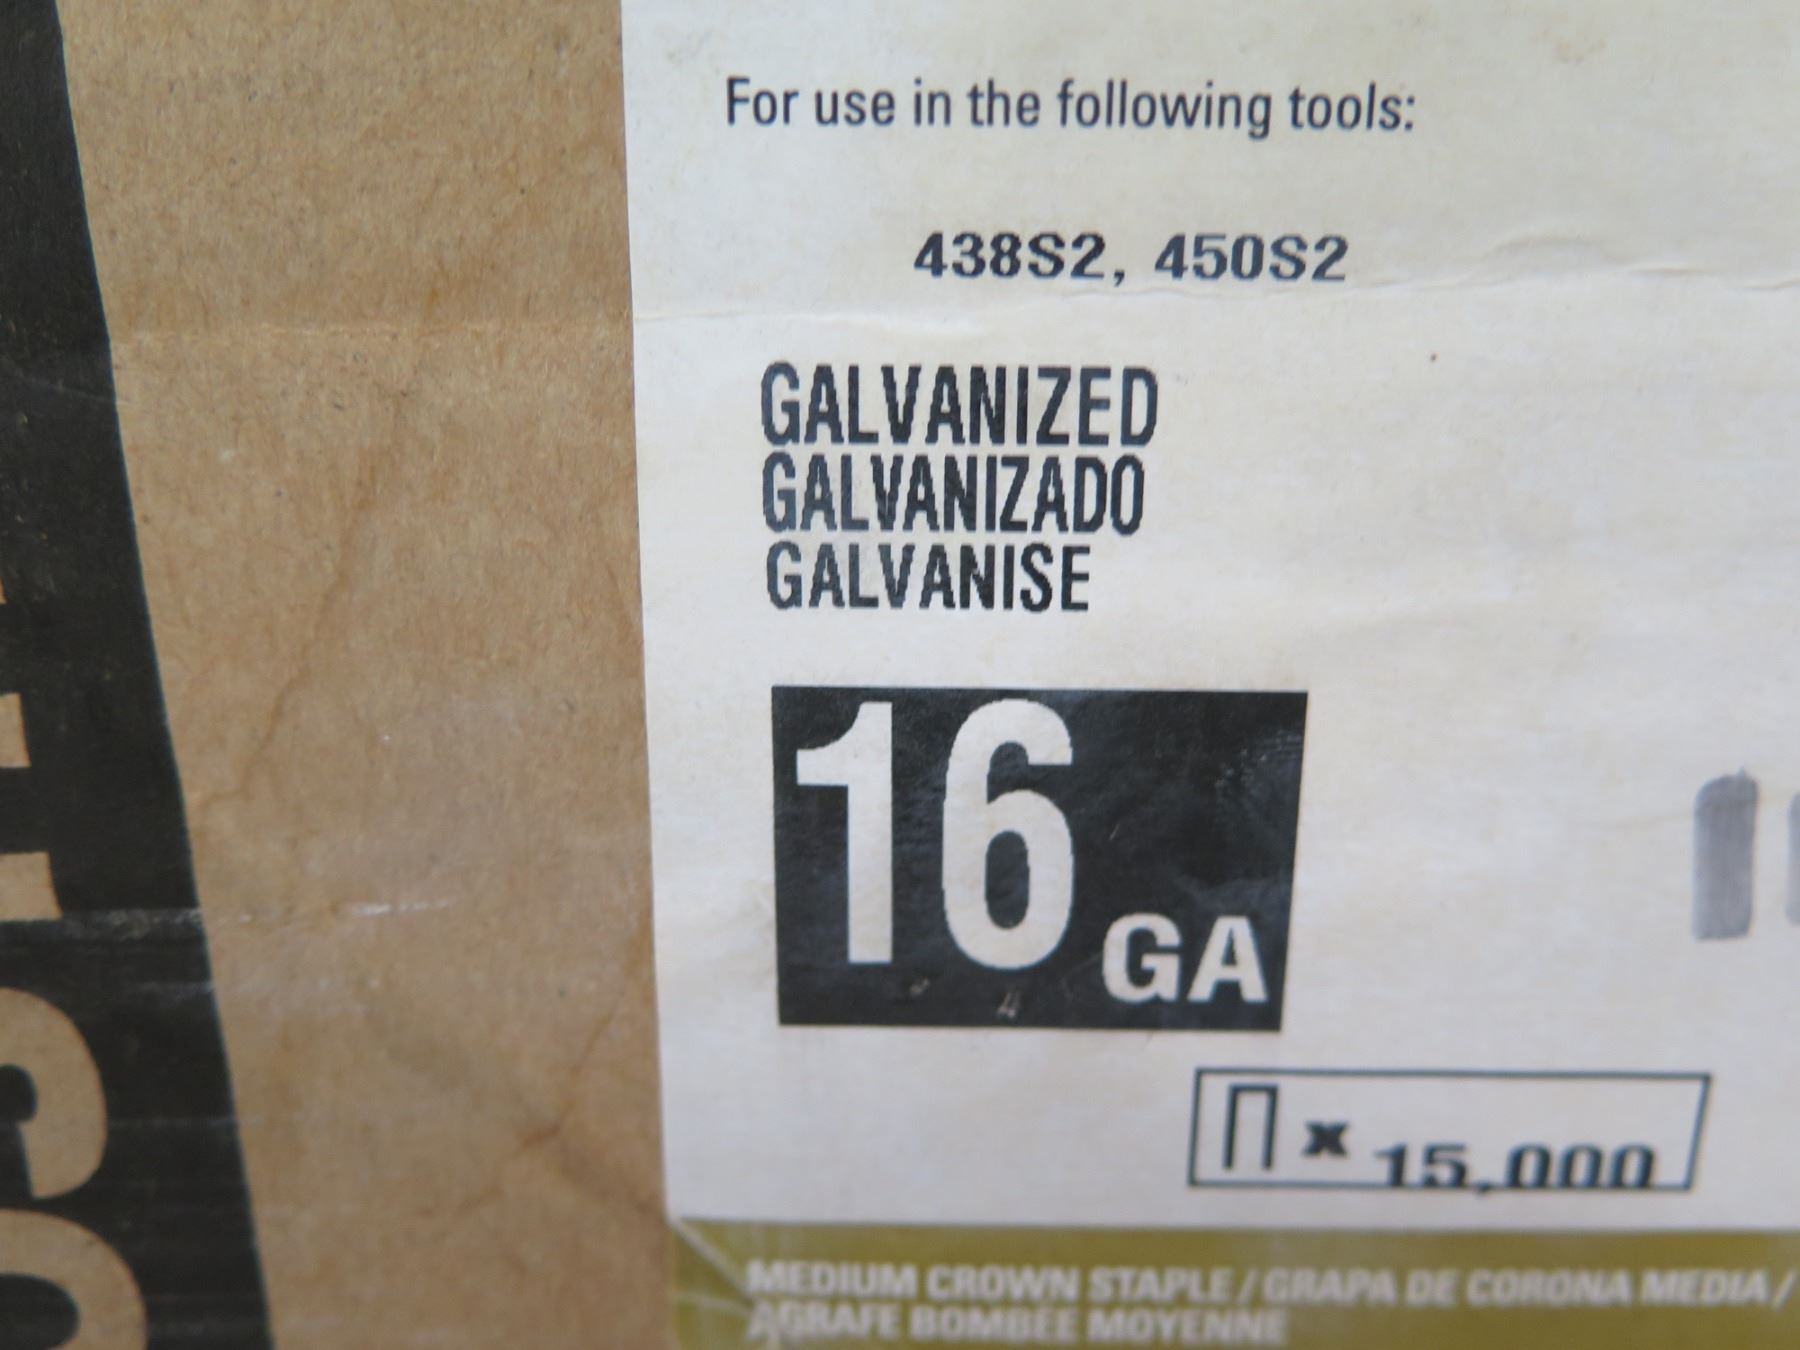 For use in the following tools:
438S2, 450S2
GALVANIZED
GALVANIZADO
GALVANISE
16 GA
x 15,000
MEDIUM CROWN STAPLE / GRAPA DE CORONA MEDIA /
AGRAFE BOMBÉE MOYENNE